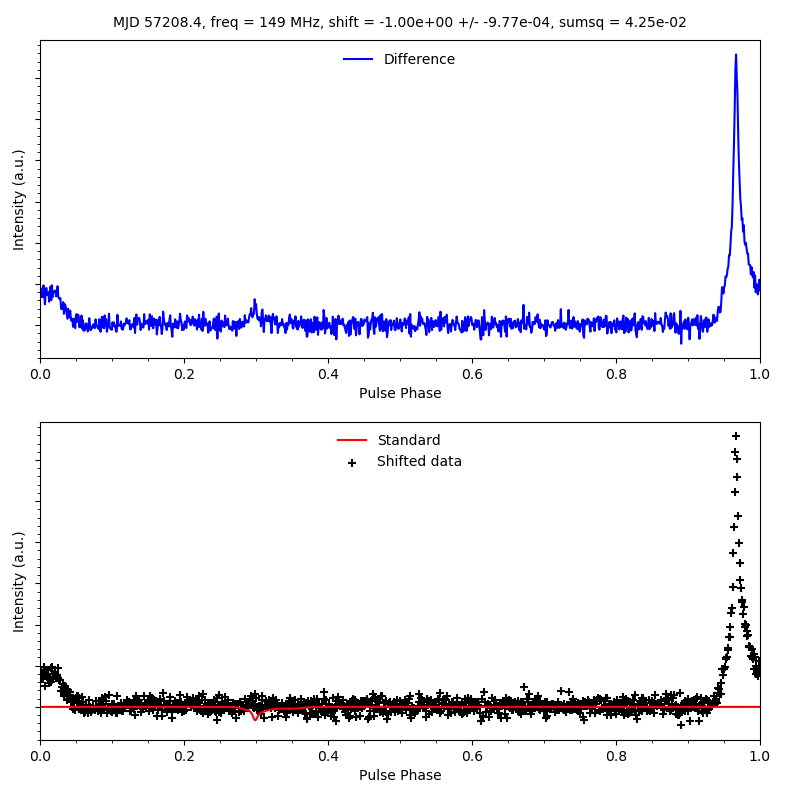 MJD 57208.4, freq = 149 MHz, shift = -1.00e+00 +/- -9.77e-04, sumsq = 4.25e-02
Difference
Intensity (a.u.)
0.0 0.2 0.4 0.6 0.8 1.0
Pulse Phase
Standard
Shifted data
Intensity (a.u.)
0.0 0.2 0.4 0.6 0.8 1.0
Pulse Phase